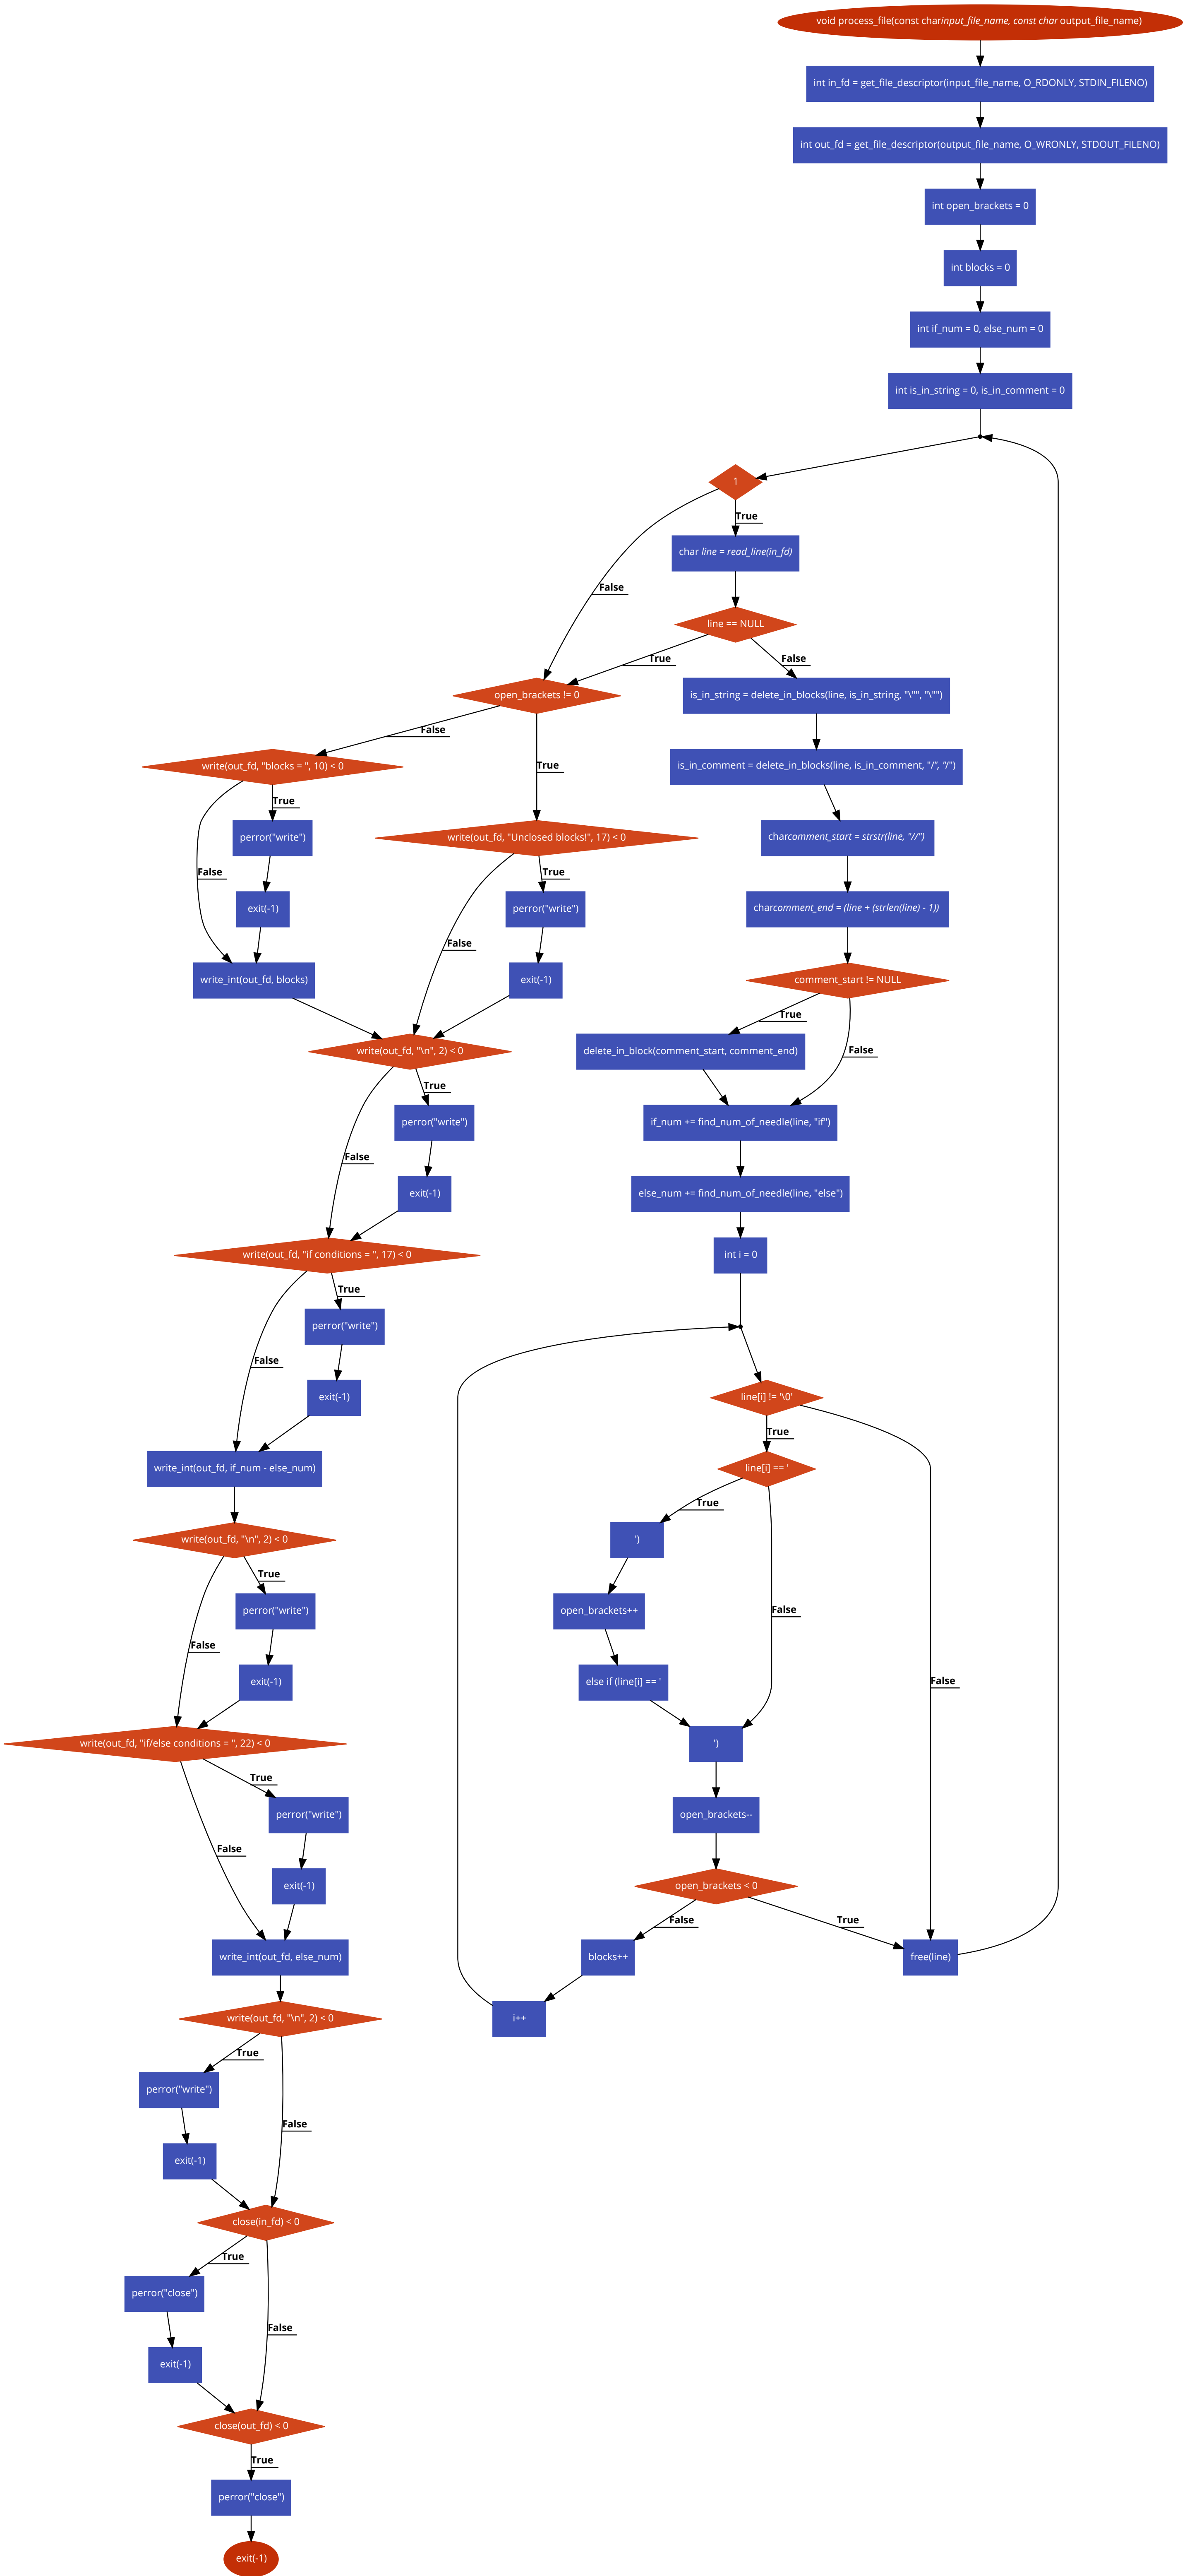 void process_file(const charinput_file_name, const char output_file_name)
int in_fd = get_file_descriptor(input_file_name, O_RDONLY, STDIN_FILENO)
int out_fd = get_file_descriptor(output_file_name, O_WRONLY, STDOUT_FILENO)
int open_brackets = 0
int blocks = 0
int if_num = 0, else_num = 0
int is_in_string = 0, is_in_comment = 0
1
True
char line = read_line(in_fd)
False
line == NULL
True
False
open_brackets != 0
is_in_string = delete_in_blocks(line, is_in_string, "\"", "\"")
False
True
write(out_fd, "blocks = ", 10) < 0
is_in_comment = delete_in_blocks(line, is_in_comment, "/", "/")
True
perror("write")
write(out_fd, "Unclosed blocks!", 17) < 0
charcomment_start = strstr(line, "//")
False
True
exit(-1)
perror("write")
charcomment_end = (line + (strlen(line) - 1))
False
write_int(out_fd, blocks)
exit(-1)
comment_start != NULL
True
write(out_fd, "\n", 2) < 0
delete_in_block(comment_start, comment_end)
False
True
perror("write")
if_num += find_num_of_needle(line, "if")
False
exit(-1)
else_num += find_num_of_needle(line, "else")
write(out_fd, "if conditions = ", 17) < 0
int i = 0
True
perror("write")
False
exit(-1)
line[i] != '\0'
True
write_int(out_fd, if_num - else_num)
line[i] == '
True
write(out_fd, "\n", 2) < 0
')
True
perror("write")
open_brackets++
False
False
exit(-1)
else if (line[i] == '
False
write(out_fd, "if/else conditions = ", 22) < 0
')
True
perror("write")
open_brackets--
False
exit(-1)
open_brackets < 0
False
True
write_int(out_fd, else_num)
blocks++
free(line)
write(out_fd, "\n", 2) < 0
i++
True
perror("write")
False
exit(-1)
close(in_fd) < 0
True
perror("close")
False
exit(-1)
close(out_fd) < 0
True
perror("close")
exit(-1)